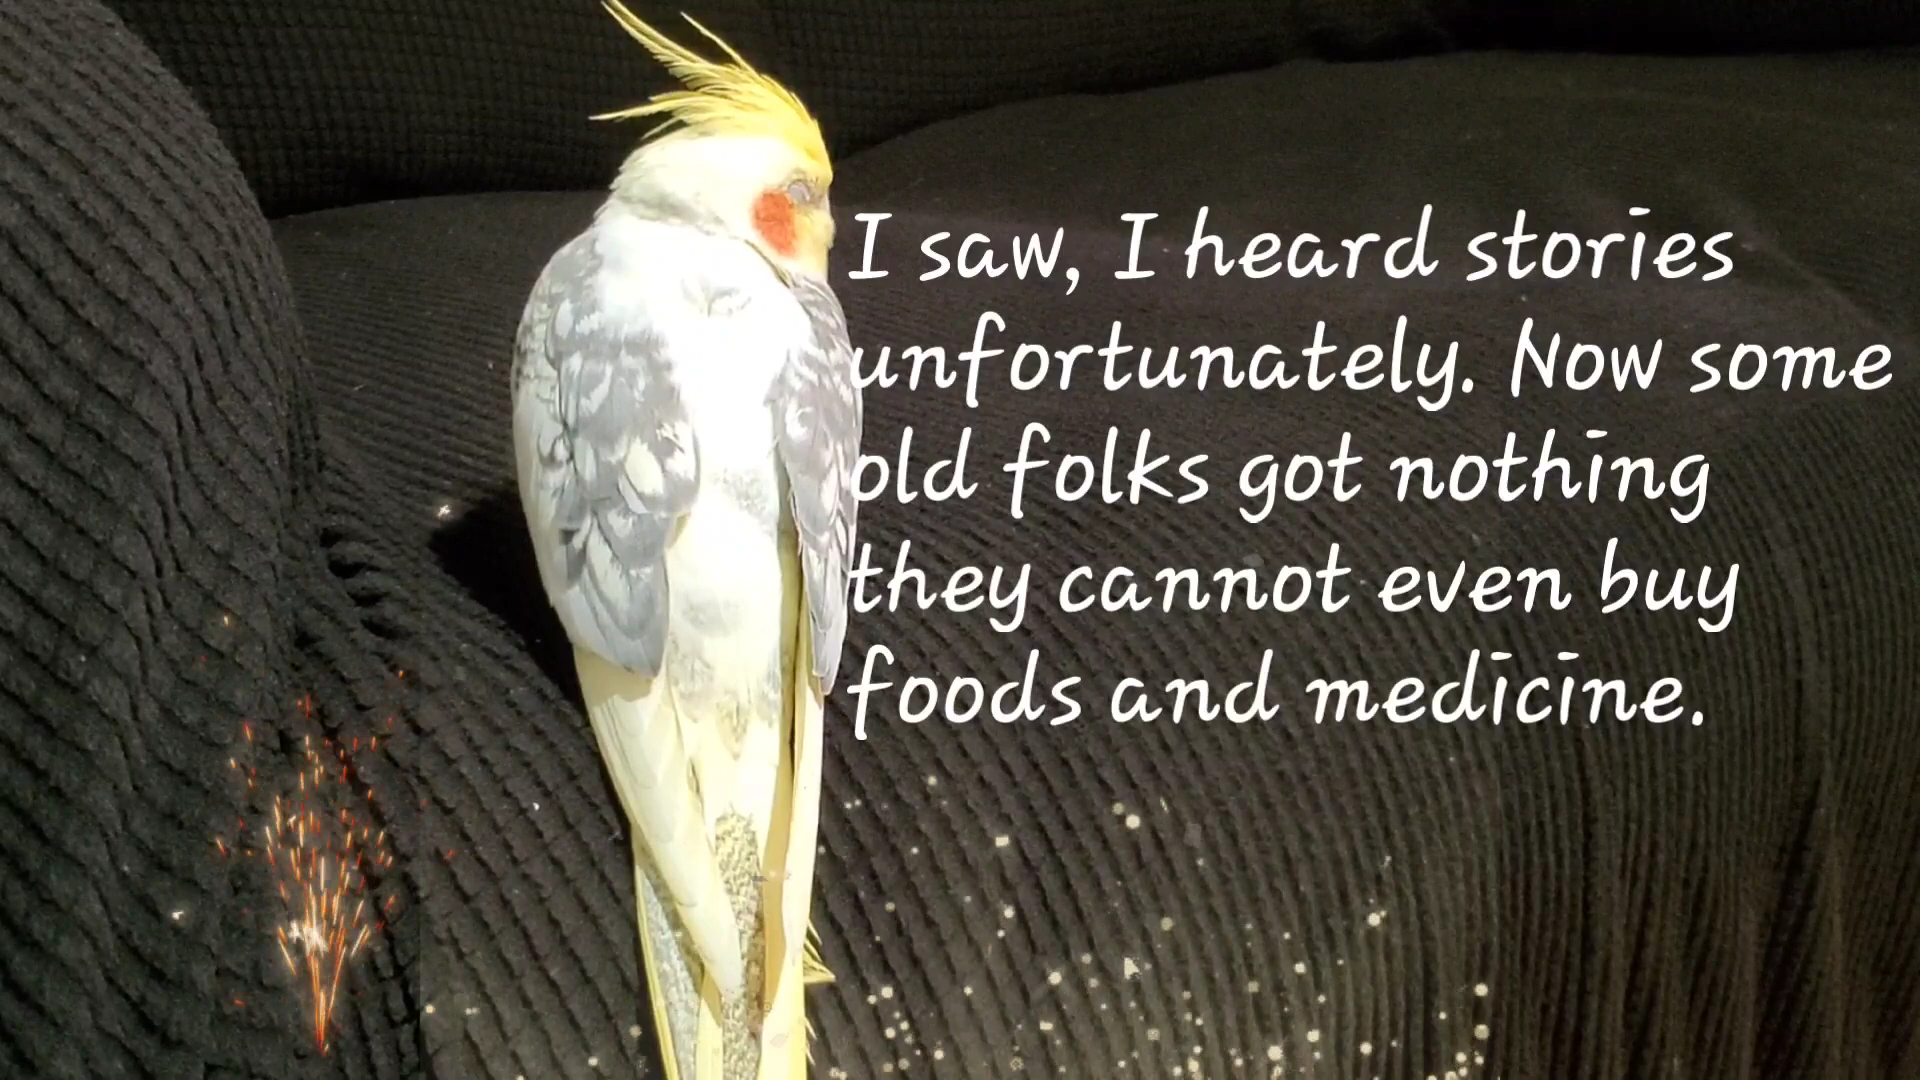 I saw, I heard stories
unfortunately. Now some
old folks got nothing
they cannot even buy
foods and medicine.